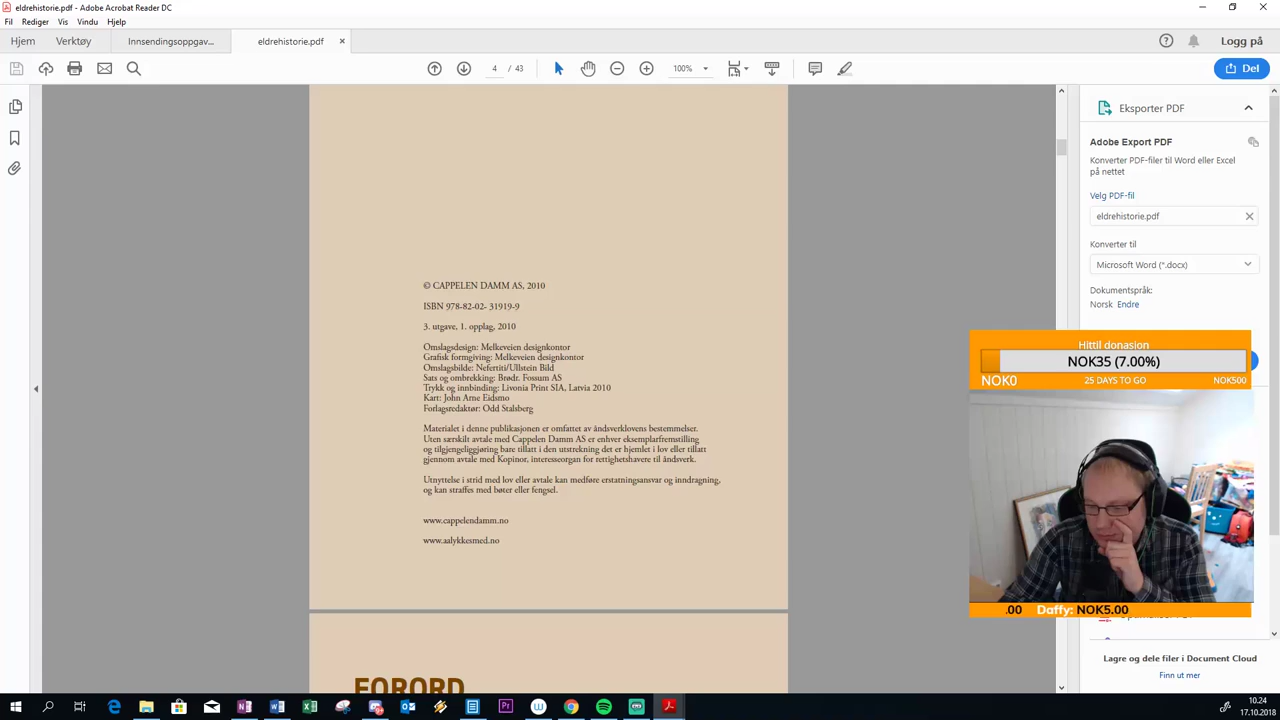 eldrehistorie.pdf - Adobe Acrobat Reader DC
Fil Rediger Vis Vindu Hjelp
Hjem Verktøy Innsendingsoppgav... eldrehistorie.pdf
Logg på
4 / 43
100%
Del
© CAPPELEN DAMM AS, 2010
ISBN 978-82-02- 31919-9
3. utgave, 1. opplag, 2010
Omslagsdesign: Melkeveien designkontor
Grafisk formgiving: Melkeveien designkontor
Omslagsbilde: Nefertiti/Ullstein Bild
Sats og ombrekking: Brødr. Fossum AS
Trykk og innbinding: Livonia Print SIA, Latvia 2010
Kart: John Arne Eidsmo
Forlagsredaktør: Odd Stalsberg
Materialet i denne publikasjonen er omfattet av åndsverklovens bestemmelser.
Uten særskilt avtale med Cappelen Damm AS er enhver eksemplarfremstilling
og tilgjengeliggjøring bare tillatt i den utstrekning det er hjemlet i lov eller tillatt
gjennom avtale med Kopinor, interesseorgan for rettighetshavere til åndsverk.
Utnyttelse i strid med lov eller avtale kan medføre erstatningsansvar og inndragning,
og kan straffes med bøter eller fengsel.
www.cappelendamm.no
www.aalykkesmed.no
FORORD
Eksporter PDF
Adobe Export PDF
Konverter PDF-filer til Word eller Excel
på nettet
Velg PDF-fil
eldrehistorie.pdf
Konverter til
Microsoft Word (*.docx)
Dokumentspråk:
Norsk Endre
Hittil donasjon
NOK35 (7.00%)
NOK0 25 DAYS TO GO NOK500
.00 Daffy: NOK5.00
Lagre og dele filer i Document Cloud
Finn ut mer
10.24
17.10.2018